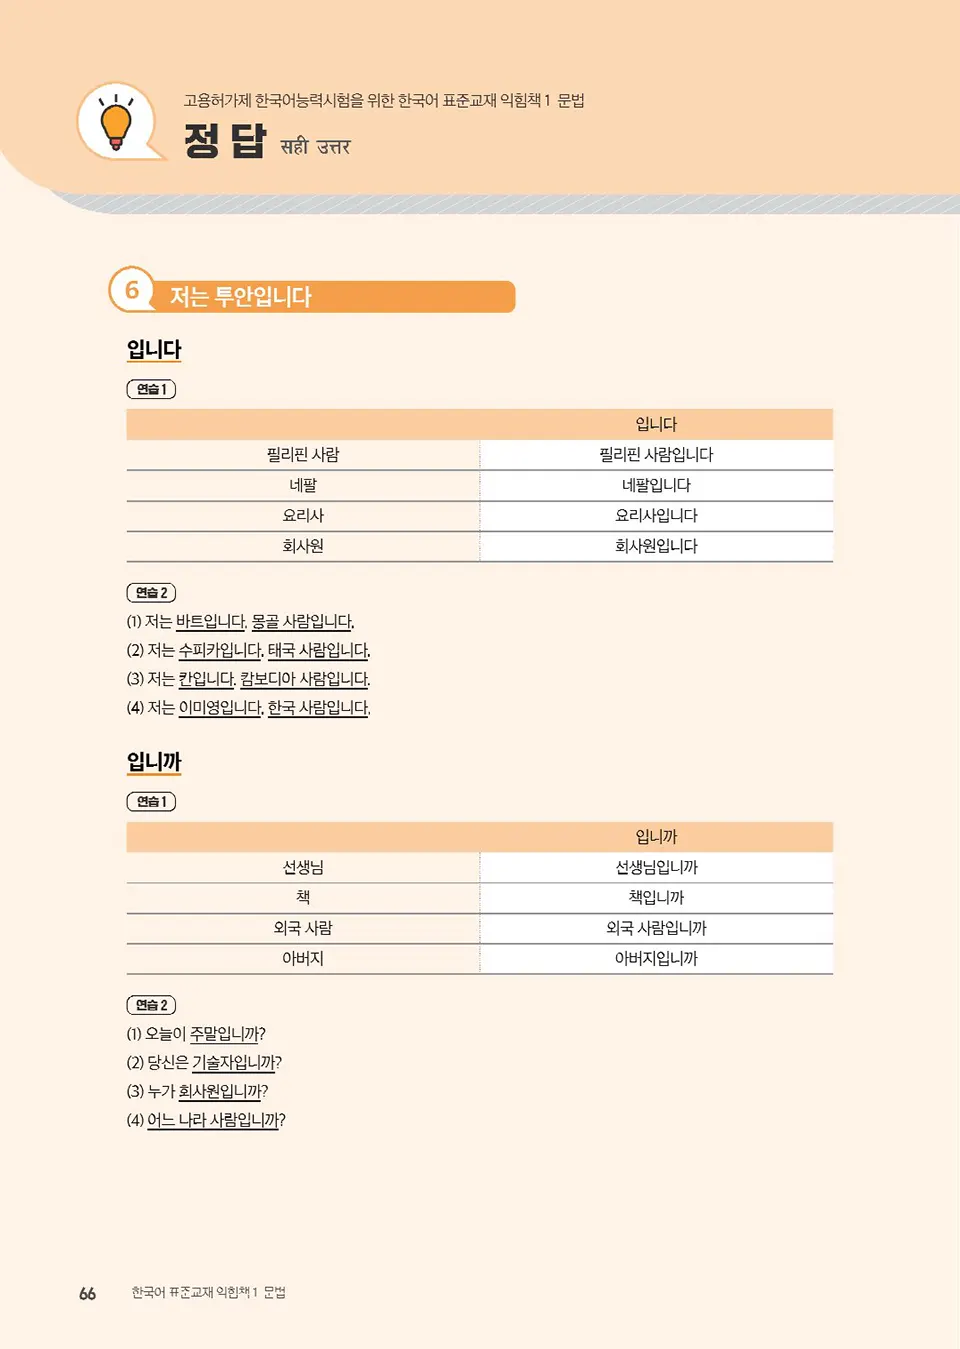 고용허가제 한국어능력시험을 위한 한국어 표준교재 익힘책 1 문법
정답 सही उत्तर
6 저는 투안입니다
입니다
연습 1
입니다
필리핀 사람 필리핀 사람입니다
네팔 네팔입니다
요리사 요리사입니다
회사원 회사원입니다
연습 2
(1) 저는 바트입니다. 몽골 사람입니다.
(2) 저는 수피카입니다. 태국 사람입니다.
(3) 저는 칸입니다. 캄보디아 사람입니다.
(4) 저는 이미영입니다. 한국 사람입니다.
입니까
연습 1
입니까
선생님 선생님입니까
책 책입니까
외국 사람 외국 사람입니까
아버지 아버지입니까
연습 2
(1) 오늘이 주말입니까?
(2) 당신은 기술자입니까?
(3) 누가 회사원입니까?
(4) 어느 나라 사람입니까?
66 한국어 표준교재 익힘책 1 문법